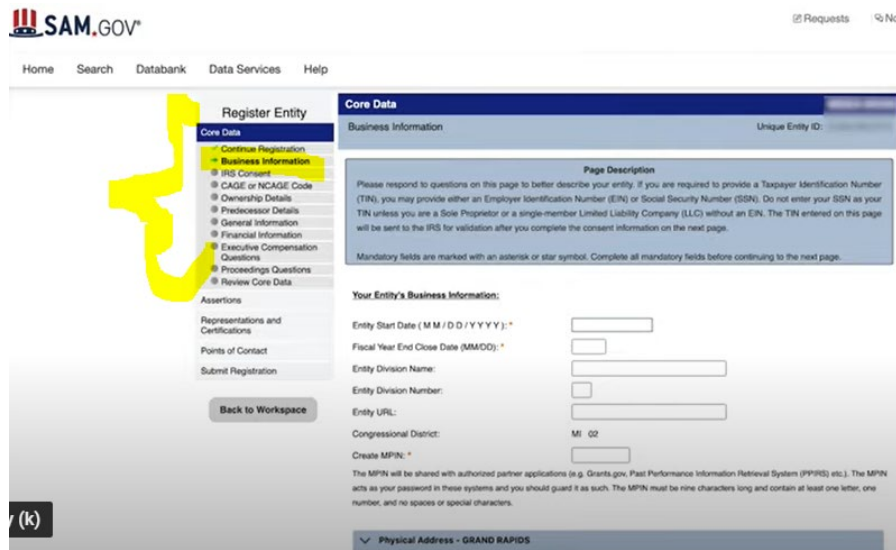 SAM.GOV®
Requests
No
Home Search Databank Data Services Help
Register Entity
Core Data
Continue Registration
Business Information
IRS Consent
CAGE or NCAGE Code
Ownership Details
Predecessor Details
General Information
Financial Information
Executive Compensation
Questions
Proceedings Questions
Review Core Data
Assertions
Representations and
Certifications
Points of Contact
Submit Registration
Back to Workspace
Core Data
Business Information
Unique Entity ID:
Page Description
Please respond to questions on this page to better describe your entity. If you are required to provide a Taxpayer Identification Number
(TIN), you may provide either an Employer Identification Number (EIN) or Social Security Number (SSN). Do not enter your SSN as your
TIN unless you are a Sole Proprietor or a single-member Limited Liability Company (LLC) without an EIN. The TIN entered on this page
will be sent to the IRS for validation after you complete the consent information on the next page.
Mandatory fields are marked with an asterisk or star symbol. Complete all mandatory fields before continuing to the next page.
Your Entity's Business Information:
Entity Start Date ( M M / D D / Y Y Y Y ): *
Fiscal Year End Close Date (MM/DD): *
Entity Division Name:
Entity Division Number:
Entity URL:
Congressional District: MI 02
Create MPIN: *
The MPIN will be shared with authorized partner applications (e.g. Grants.gov, Past Performance Information Retrieval System (PPIRS) etc.). The MPIN
acts as your password in these systems and you should guard it as such. The MPIN must be nine characters long and contain at least one letter, one
number, and no spaces or special characters.
Physical Address - GRAND RAPIDS
(k)